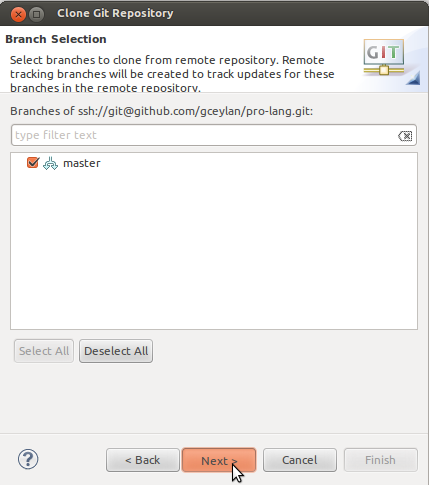 Clone Git Repository
Branch Selection
GIT
Select branches to clone from remote repository. Remote
tracking branches will be created to track updates for these
branches in the remote repository.
Branches of ssh://git@github.com/gceylan/pro-lang.git:
type filter text
master
Select All
Deselect All
?
< Back
Next >
Cancel
Finish